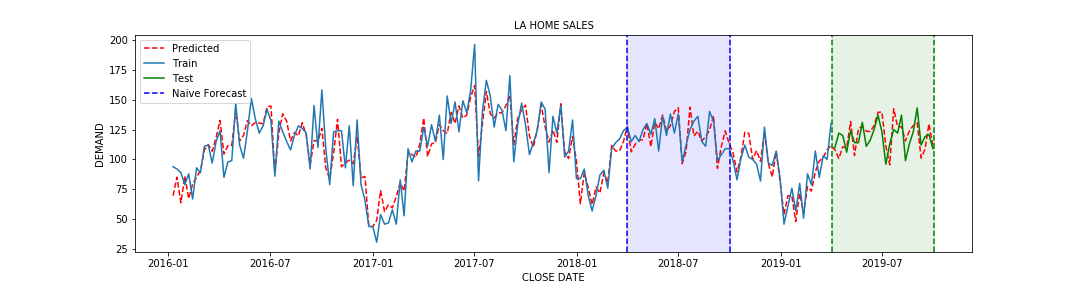 LA HOME SALES
DEMAND
200
175
150
125
100
75
50
25
Predicted
Train
Test
Naive Forecast
2016-01 2016-07 2017-01 2017-07 2018-01 2018-07 2019-01 2019-07
CLOSE DATE